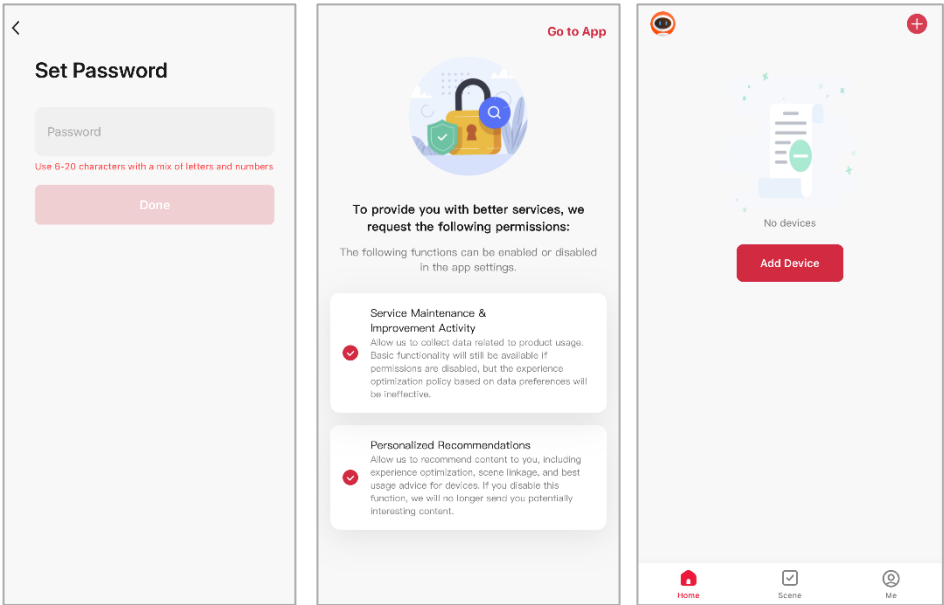 Set Password
Password
Use 6-20 characters with a mix of letters and numbers
Done
Go to App
To provide you with better services, we
request the following permissions:
The following functions can be enabled or disabled
in the app settings.
Service Maintenance &
Improvement Activity
Allow us to collect data related to product usage.
Basic functionality will still be available if
permissions are disabled, but the experience
optimization policy based on data preferences will
be ineffective.
Personalized Recommendations
Allow us to recommend content to you, including
experience optimization, scene linkage, and best
usage advice for devices. If you disable this
function, we will no longer send you potentially
interesting content.
No devices
Add Device
Home
Scene
Me